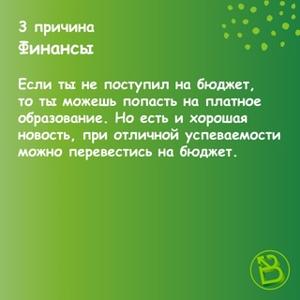 3 причина
Финансы
Если ты не поступил на бюджет,
то ты можешь попасть на платное
образование. Но есть и хорошая
новость, при отличной успеваемости
можно перевестись на бюджет.